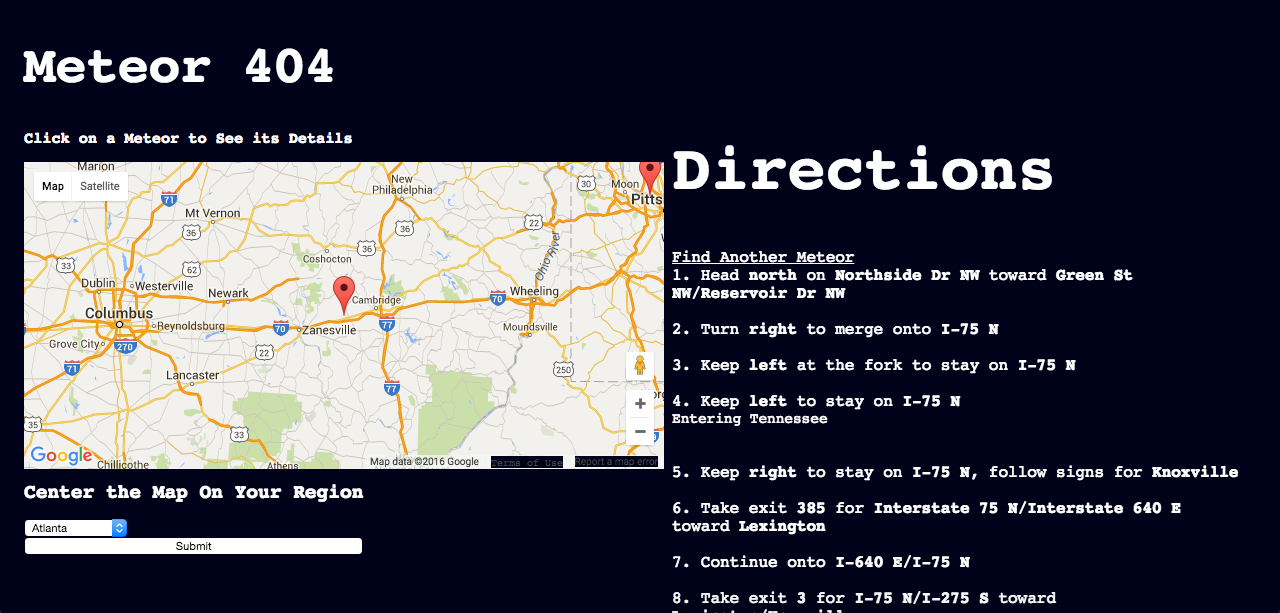 Meteor 404
Click on a Meteor to See its Details
Map
Satellite
Marion
71
New
Philadelphia
30
Moon
Pitts
Mt Vernon
36
36
22
Coshocton
36
Ohio River
33
62
Dublin
Westerville
Newark
Cambridge
70
Wheeling
Columbus
Reynoldsburg
70
Zanesville
77
Moundsville
Grove City
270
22
71
Lancaster
250
77
35
33
Google
Chillicothe
Athens
Map data ©2016 Google
Terms of Use
Report a map error
Center the Map On Your Region
Atlanta
Submit
Directions
Find Another Meteor
1. Head north on Northside Dr NW toward Green St
NW/Reservoir Dr NW
2. Turn right to merge onto I-75 N
3. Keep left at the fork to stay on I-75 N
4. Keep left to stay on I-75 N
Entering Tennessee
5. Keep right to stay on I-75 N, follow signs for Knoxville
6. Take exit 385 for Interstate 75 N/Interstate 640 E
toward Lexington
7. Continue onto I-640 E/I-75 N
8. Take exit 3 for I-75 N/I-275 S toward